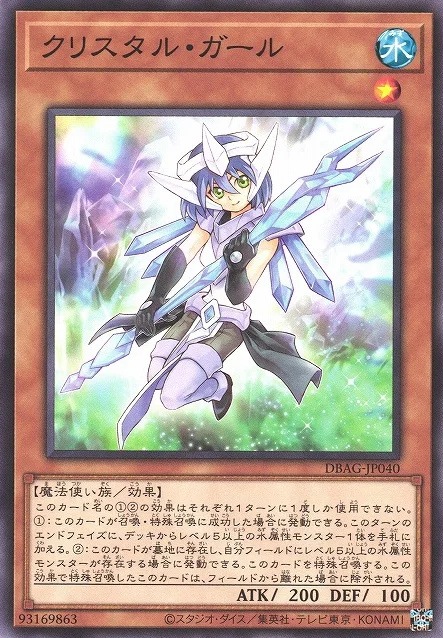 クリスタル・ガール
水
DBAG-JP040
【魔法使い族／効果】
このカード名の①②の効果はそれぞれ１ターンに１度しか使用できない。
①：このカードが召喚・特殊召喚に成功した場合に発動できる。このターンの
エンドフェイズに、デッキからレベル５以上の水属性モンスター１体を手札に
加える。②：このカードが墓地に存在し、自分フィールドにレベル５以上の水属性
モンスターが存在する場合に発動できる。このカードを特殊召喚する。この
効果で特殊召喚したこのカードは、フィールドから離れた場合に除外される。
ATK/ 200 DEF/ 100
93169863
©スタジオ・ダイス／集英社・テレビ東京・KONAMI